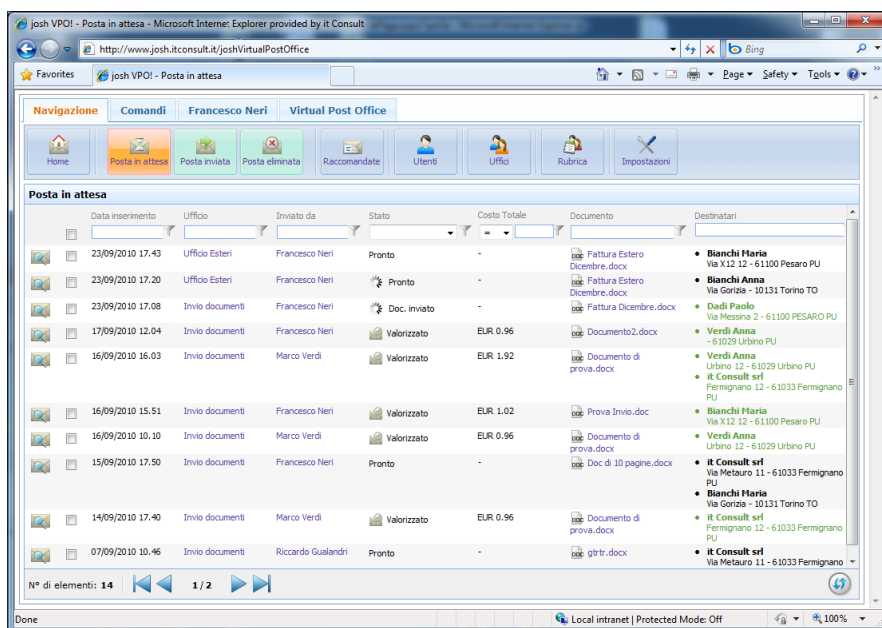 josh VPO! - Posta in attesa - Microsoft Internet Explorer provided by it Consult
http://www.josh.itconsult.it/joshVirtualPostOffice
Bing
Favorites
josh VPO! - Posta in attesa
Page Safety Tools
Navigazione Comandi Francesco Neri Virtual Post Office
Home Posta in attesa Posta inviata Posta eliminata Raccomandate Utenti Uffici Rubrica Impostazioni
Posta in attesa
Data inserimento Ufficio Inviato da Stato Costo Totale Documento Destinatari
=
23/09/2010 17.43 Ufficio Esteri Francesco Neri Pronto - Fattura Estero Dicembre.docx • Bianchi Maria
Via X12 12 - 61100 Pesaro PU
23/09/2010 17.20 Ufficio Esteri Francesco Neri Pronto - Fattura Estero Dicembre.docx • Bianchi Anna
Via Gorizia - 10131 Torino TO
23/09/2010 17.08 Invio documenti Francesco Neri Doc. inviato - Fattura Dicembre.docx • Dadi Paolo
Via Messina 2 - 61100 PESARO PU
17/09/2010 12.04 Invio documenti Francesco Neri Valorizzato EUR 0.96 Documento2.docx • Verdi Anna
- 61029 Urbino PU
16/09/2010 16.03 Invio documenti Marco Verdi Valorizzato EUR 1.92 Documento di prova.docx • Verdi Anna
Urbino 12 - 61029 Urbino PU
• it Consult srl
Fermignano 12 - 61033 Fermignano
PU
16/09/2010 15.51 Invio documenti Francesco Neri Valorizzato EUR 1.02 Prova Invio.doc • Bianchi Maria
Via X12 12 - 61100 Pesaro PU
16/09/2010 10.10 Invio documenti Marco Verdi Valorizzato EUR 0.96 Documento di prova.docx • Verdi Anna
Urbino 12 - 61029 Urbino PU
15/09/2010 17.50 Invio documenti Francesco Neri Pronto - Doc di 10 pagine.docx • it Consult srl
Via Metauro 11 - 61033 Fermignano
PU
• Bianchi Maria
Via Gorizia - 10131 Torino TO
14/09/2010 17.40 Invio documenti Marco Verdi Valorizzato EUR 0.96 Documento di prova.docx • it Consult srl
Fermignano 12 - 61033 Fermignano
PU
07/09/2010 10.46 Invio documenti Riccardo Gualandri Pronto - gtrtr.docx • it Consult srl
Via Metauro 11 - 61033 Fermignano
N° di elementi: 14 1/2
Done Local intranet | Protected Mode: Off 100%